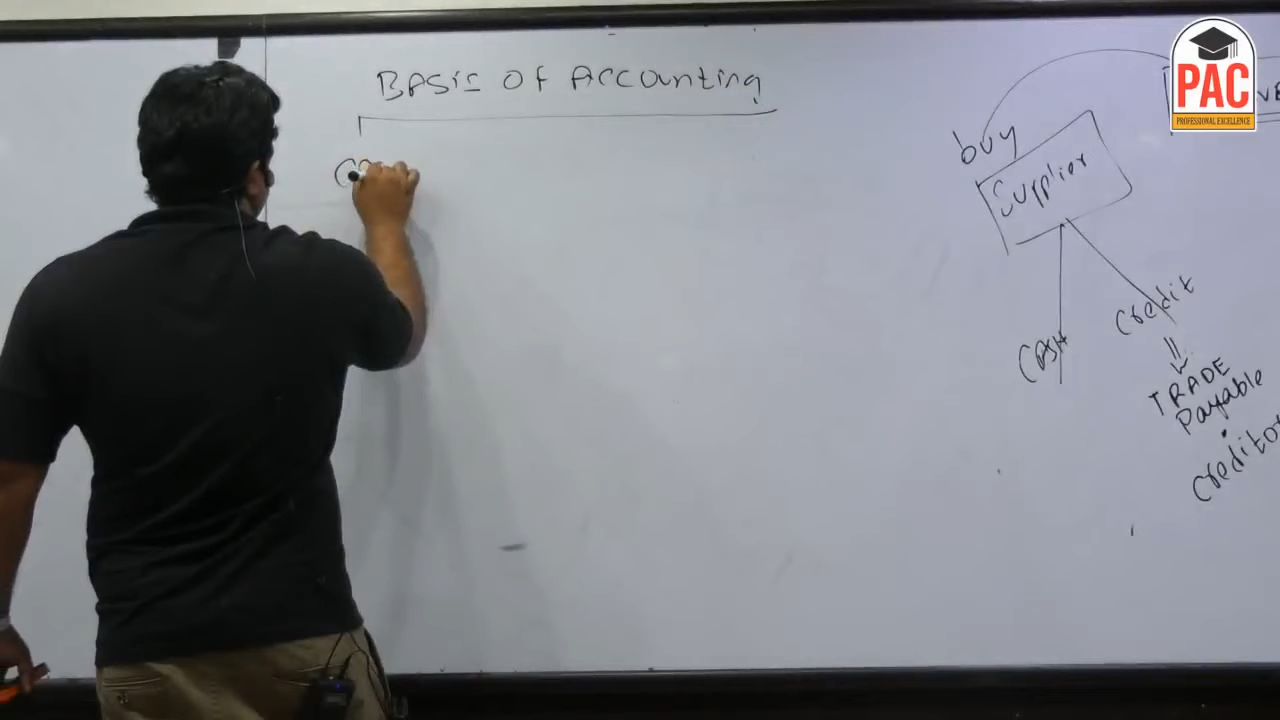 BASIS OF Accounting
buy
Supplier
CASH
Credit
TRADE
Payable
Creditor
PAC
PROFESSIONAL EXCELLENCE